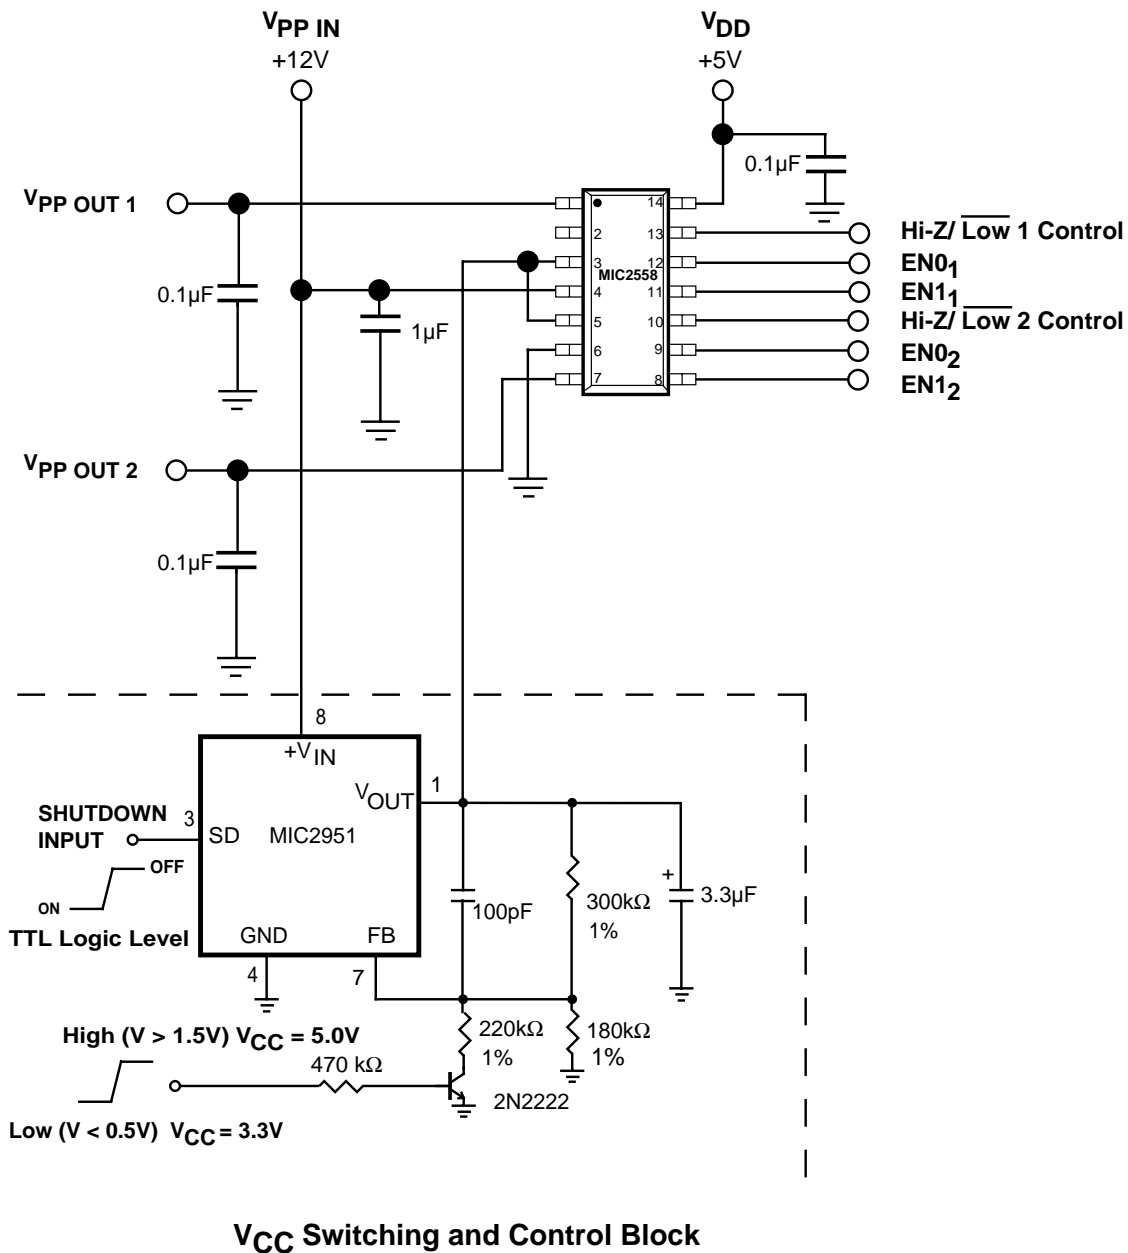 VPP IN
+12V
VDD
+5V
0.1µF
VPP OUT 1
14
2
13
3
12
MIC2558
4
11
5
10
6
9
7
8
Hi-Z/ Low 1 Control
EN01
EN11
Hi-Z/ Low 2 Control
EN02
EN12
0.1µF
1µF
VPP OUT 2
0.1µF
8
+VIN
VOUT
1
SHUTDOWN
INPUT
3
SD
MIC2951
OFF
ON
TTL Logic Level
GND
FB
4
7
100pF
300kΩ
1%
+
3.3µF
High (V > 1.5V) VCC = 5.0V
220kΩ
1%
180kΩ
1%
470 kΩ
2N2222
Low (V < 0.5V) VCC = 3.3V
VCC Switching and Control Block